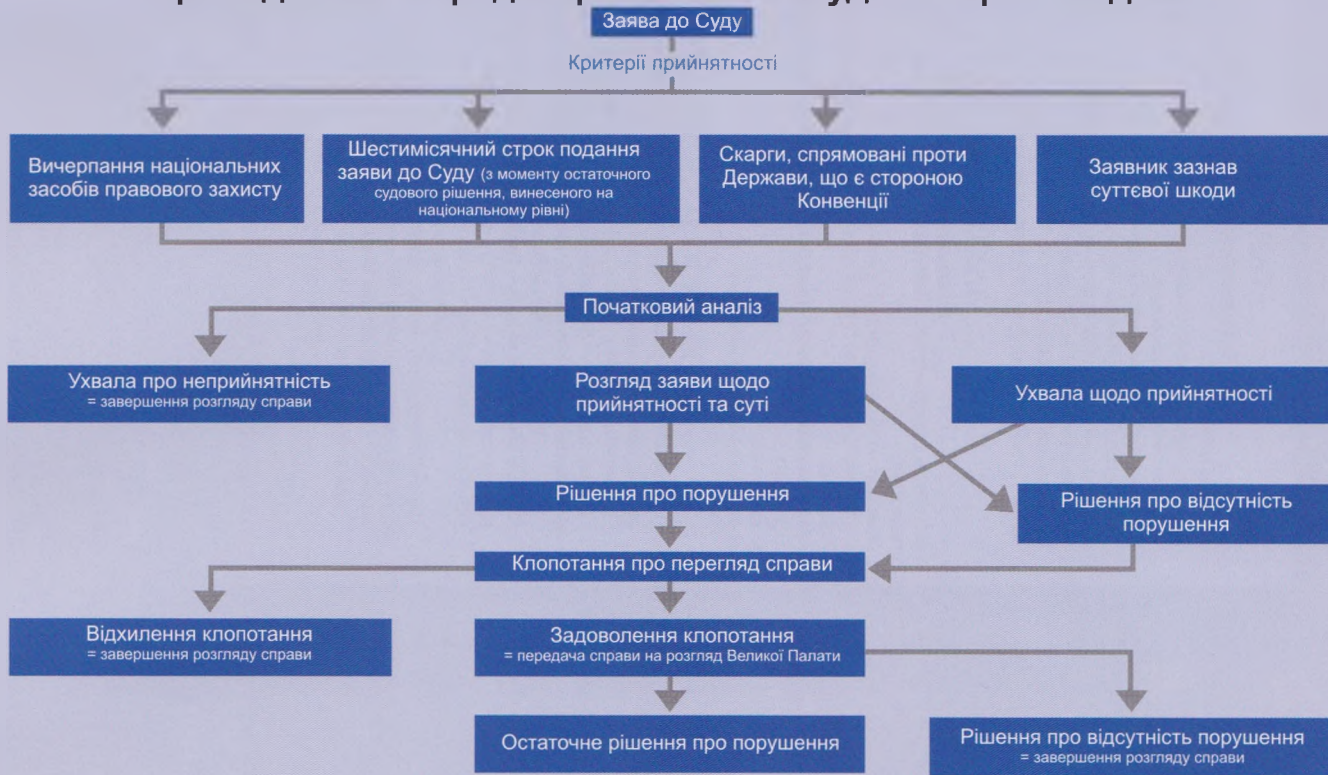 Заява до Суду
Критерії прийнятності
Вичерпання національних
засобів правового захисту
Шестимісячний строк подання
заяви до Суду (з моменту остаточного
судового рішення, винесеного на
національному рівні)
Скарги, спрямовані проти
Держави, що є стороною
Конвенції
Заявник зазнав
суттєвої шкоди
Початковий аналіз
Ухвала про неприйнятність
= завершення розгляду справи
Розгляд заяви щодо
прийнятності та суті
Ухвала щодо прийнятності
Рішення про порушення
Рішення про відсутність
порушення
Клопотання про перегляд справи
Відхилення клопотання
= завершення розгляду справи
Задоволення клопотання
= передача справи на розгляд Великої Палати
Остаточне рішення про порушення
Рішення про відсутність порушення
= завершення розгляду справи